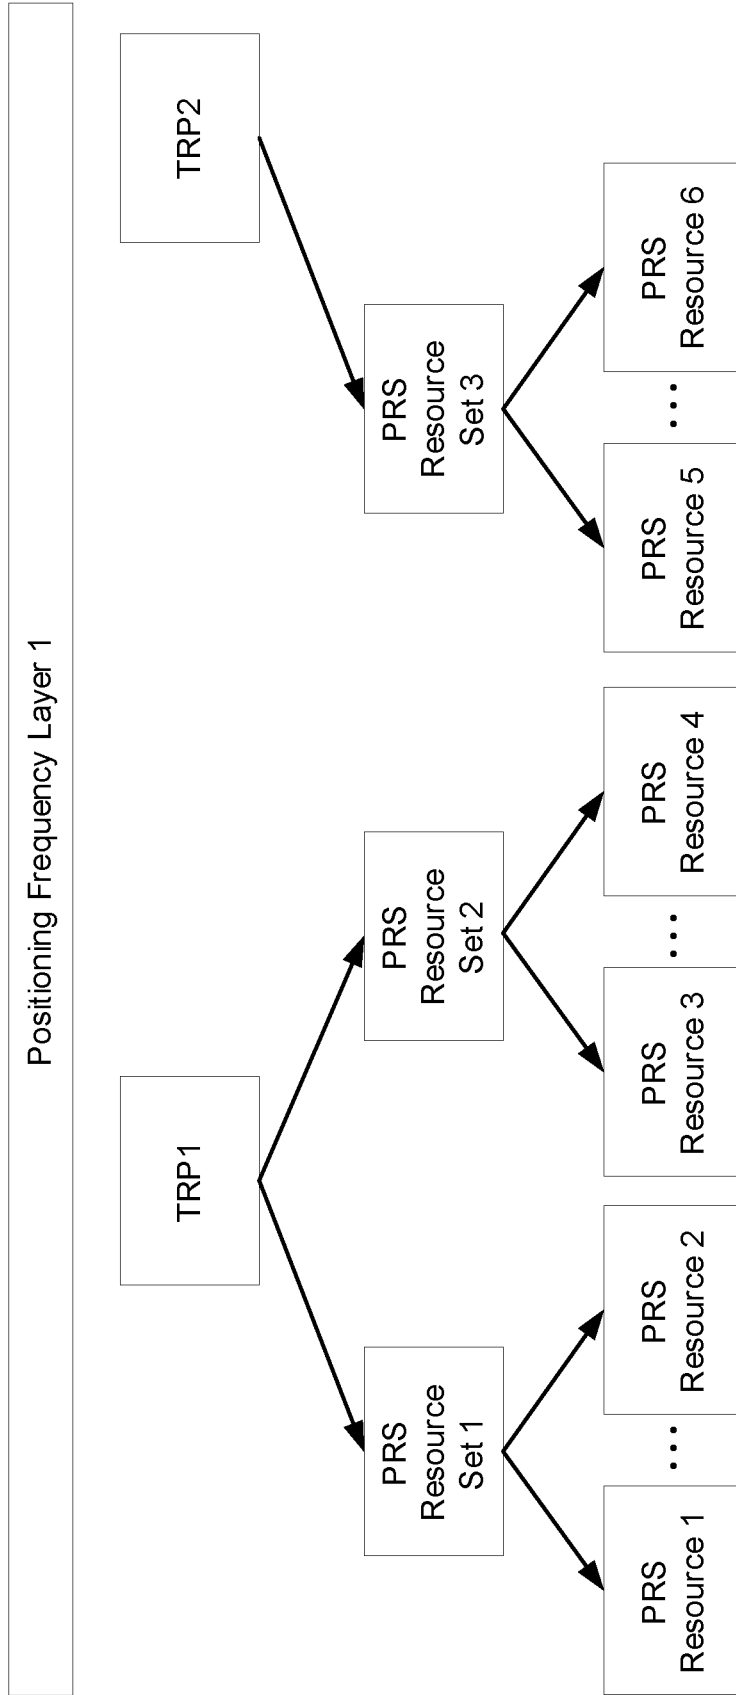 Positioning Frequency Layer 1
TRP1
TRP2
PRS
Resource
Set 1
PRS
Resource
Set 2
PRS
Resource
Set 3
PRS
Resource 1
...
PRS
Resource 2
PRS
Resource 3
...
PRS
Resource 4
PRS
Resource 5
...
PRS
Resource 6